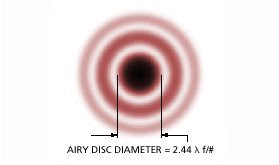 AIRY DISC DIAMETER = 2.44 λ f/#